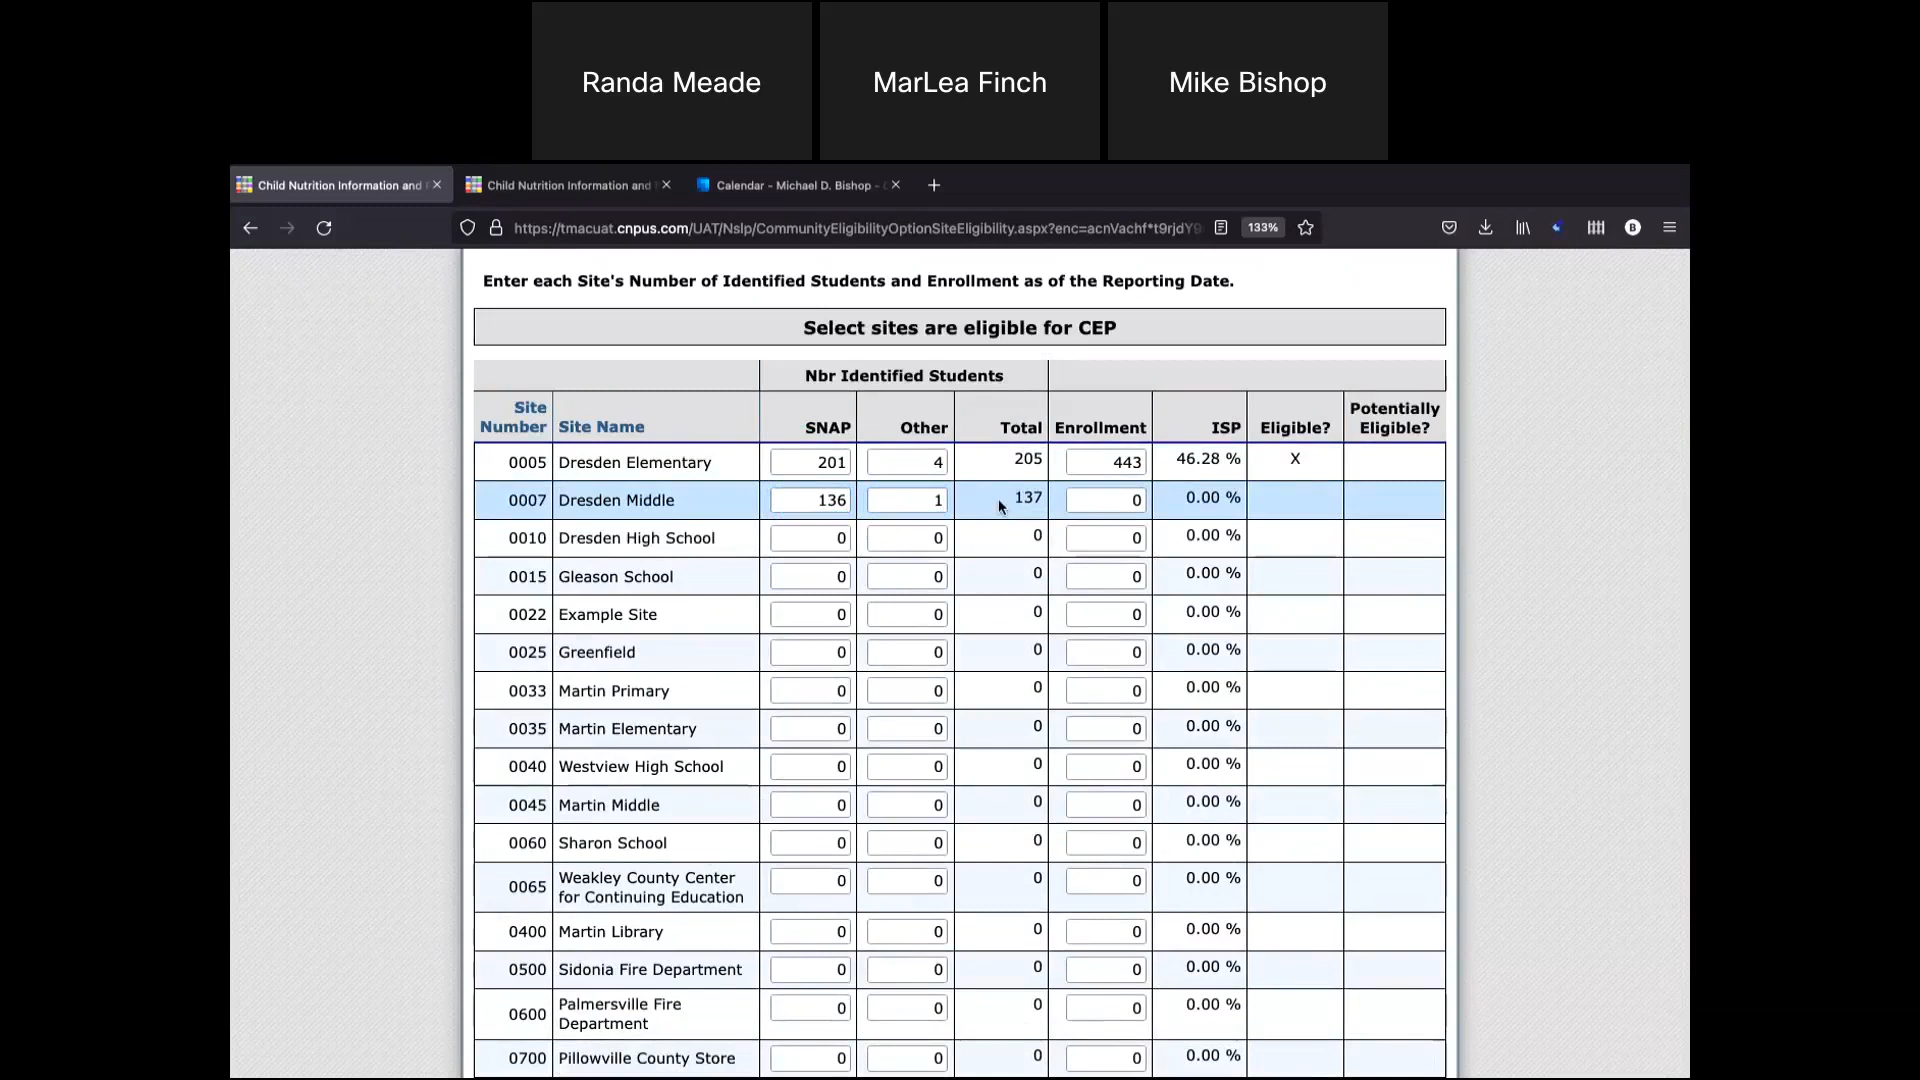 Randa Meade
MarLea Finch
Mike Bishop
Child Nutrition Information and
Child Nutrition Information and
Calendar - Michael D. Bishop -
https://tmacuat.cnpus.com/UAT/Nslp/CommunityEligibilityOptionSiteEligibility.aspx?enc=acnVachf*t9rjdY9
133%
B
Enter each Site's Number of Identified Students and Enrollment as of the Reporting Date.
Select sites are eligible for CEP
Nbr Identified Students
Site Number Site Name SNAP Other Total Enrollment ISP Eligible? Potentially Eligible?
0005 Dresden Elementary 201 4 205 443 46.28 % X
0007 Dresden Middle 136 1 137 0 0.00 %
0010 Dresden High School 0 0 0 0 0.00 %
0015 Gleason School 0 0 0 0 0.00 %
0022 Example Site 0 0 0 0 0.00 %
0025 Greenfield 0 0 0 0 0.00 %
0033 Martin Primary 0 0 0 0 0.00 %
0035 Martin Elementary 0 0 0 0 0.00 %
0040 Westview High School 0 0 0 0 0.00 %
0045 Martin Middle 0 0 0 0 0.00 %
0060 Sharon School 0 0 0 0 0.00 %
0065 Weakley County Center for Continuing Education 0 0 0 0 0.00 %
0400 Martin Library 0 0 0 0 0.00 %
0500 Sidonia Fire Department 0 0 0 0 0.00 %
0600 Palmersville Fire Department 0 0 0 0 0.00 %
0700 Pillowville County Store 0 0 0 0 0.00 %